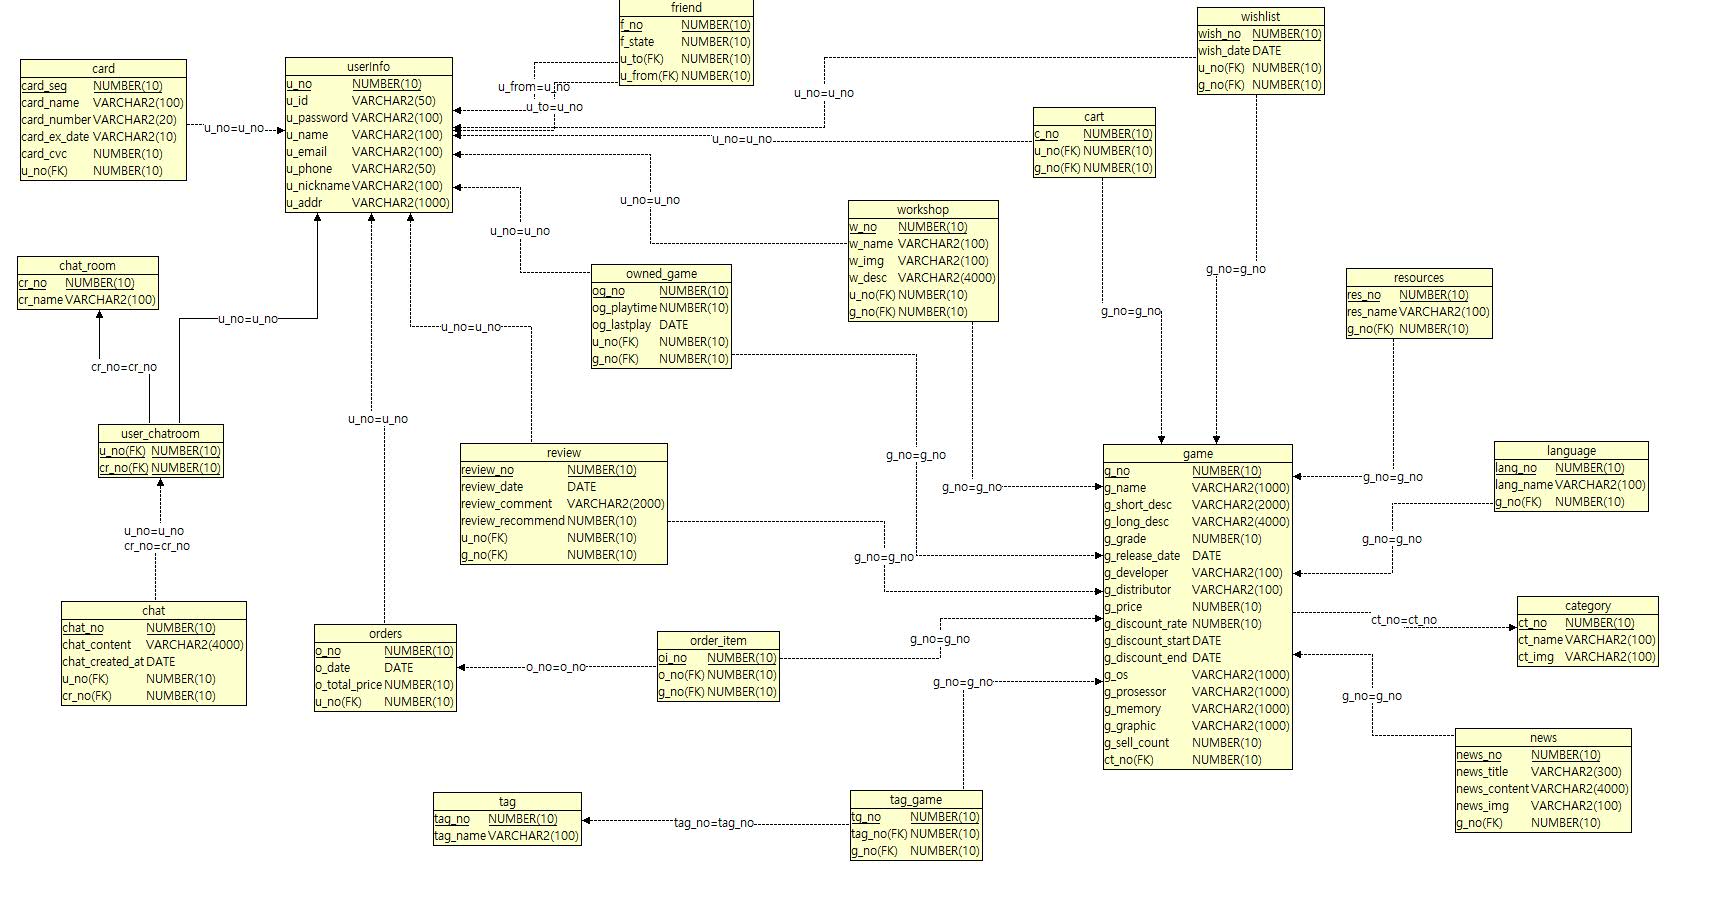 friend
f_no NUMBER(10)
f_state NUMBER(10)
u_to(FK) NUMBER(10)
u_from(FK) NUMBER(10)
wishlist
wish_no NUMBER(10)
wish_date DATE
u_no(FK) NUMBER(10)
g_no(FK) NUMBER(10)
card
card_seq NUMBER(10)
card_name VARCHAR2(100)
card_number VARCHAR2(20)
card_ex_date VARCHAR2(10)
card_cvc NUMBER(10)
u_no(FK) NUMBER(10)
u_no=u_no
userInfo
u_no NUMBER(10)
u_id VARCHAR2(50)
u_password VARCHAR2(100)
u_name VARCHAR2(100)
u_email VARCHAR2(100)
u_phone VARCHAR2(50)
u_nickname VARCHAR2(100)
u_addr VARCHAR2(1000)
u_from=u_no
u_to=u_no
u_no=u_no
u_no=u_no
cart
c_no NUMBER(10)
u_no(FK) NUMBER(10)
g_no(FK) NUMBER(10)
u_no=u_no
workshop
w_no NUMBER(10)
w_name VARCHAR2(100)
w_img VARCHAR2(100)
w_desc VARCHAR2(4000)
u_no(FK) NUMBER(10)
g_no(FK) NUMBER(10)
u_no=u_no
owned_game
og_no NUMBER(10)
og_playtime NUMBER(10)
og_lastplay DATE
u_no(FK) NUMBER(10)
g_no(FK) NUMBER(10)
chat_room
cr_no NUMBER(10)
cr_name VARCHAR2(100)
u_no=u_no
u_no=u_no
g_no=g_no
g_no=g_no
resources
res_no NUMBER(10)
res_name VARCHAR2(100)
g_no(FK) NUMBER(10)
cr_no=cr_no
user_chatroom
u_no(FK) NUMBER(10)
cr_no(FK) NUMBER(10)
u_no=u_no
review
review_no NUMBER(10)
review_date DATE
review_comment VARCHAR2(2000)
review_recommend NUMBER(10)
u_no(FK) NUMBER(10)
g_no(FK) NUMBER(10)
g_no=g_no
g_no=g_no
g_no=g_no
game
g_no NUMBER(10)
g_name VARCHAR2(1000)
g_short_desc VARCHAR2(2000)
g_long_desc VARCHAR2(4000)
g_grade NUMBER(10)
g_release_date DATE
g_developer VARCHAR2(100)
g_distributor VARCHAR2(100)
g_price NUMBER(10)
g_discount_rate NUMBER(10)
g_discount_start DATE
g_discount_end DATE
g_os VARCHAR2(1000)
g_prosessor VARCHAR2(1000)
g_memory VARCHAR2(1000)
g_graphic VARCHAR2(1000)
g_sell_count NUMBER(10)
ct_no(FK) NUMBER(10)
g_no=g_no
language
lang_no NUMBER(10)
lang_name VARCHAR2(100)
g_no(FK) NUMBER(10)
g_no=g_no
u_no=u_no
cr_no=cr_no
chat
chat_no NUMBER(10)
chat_content VARCHAR2(4000)
chat_created_at DATE
u_no(FK) NUMBER(10)
cr_no(FK) NUMBER(10)
orders
o_no NUMBER(10)
o_date DATE
o_total_price NUMBER(10)
u_no(FK) NUMBER(10)
o_no=o_no
order_item
oi_no NUMBER(10)
o_no(FK) NUMBER(10)
g_no(FK) NUMBER(10)
g_no=g_no
g_no=g_no
ct_no=ct_no
category
ct_no NUMBER(10)
ct_name VARCHAR2(100)
ct_img VARCHAR2(100)
g_no=g_no
news
news_no NUMBER(10)
news_title VARCHAR2(300)
news_content VARCHAR2(4000)
news_img VARCHAR2(100)
g_no(FK) NUMBER(10)
tag
tag_no NUMBER(10)
tag_name VARCHAR2(100)
tag_no=tag_no
tag_game
tg_no NUMBER(10)
tag_no(FK) NUMBER(10)
g_no(FK) NUMBER(10)